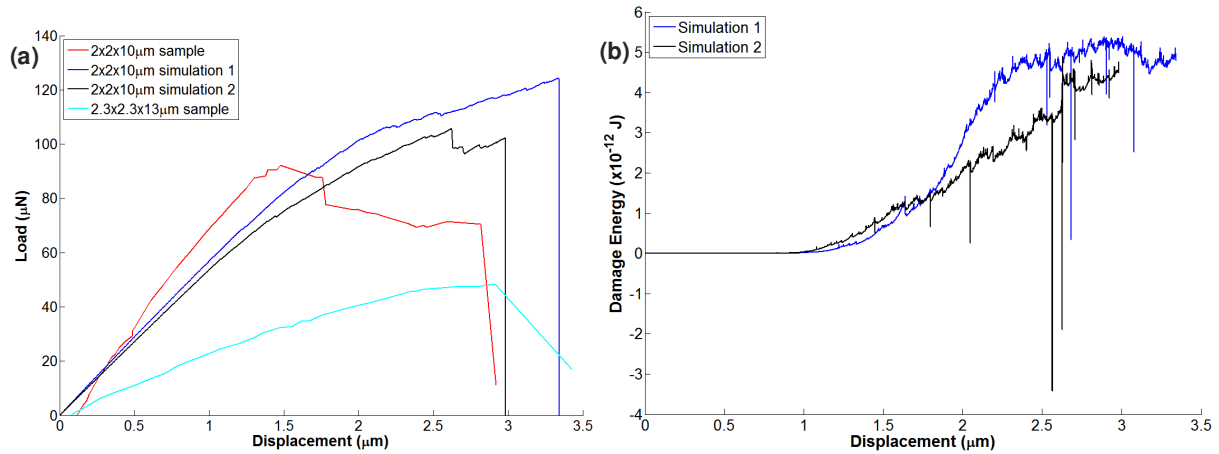 (a)
140
120
100
80
60
40
20
0
Load (μN)
2x2x10μm sample
2x2x10μm simulation 1
2x2x10μm simulation 2
2.3x2.3x13μm sample
0 0.5 1 1.5 2 2.5 3 3.5
Displacement (μm)
(b)
6
5
4
3
2
1
0
-1
-2
-3
-4
Damage Energy (x10⁻¹² J)
Simulation 1
Simulation 2
0 0.5 1 1.5 2 2.5 3 3.5
Displacement (μm)